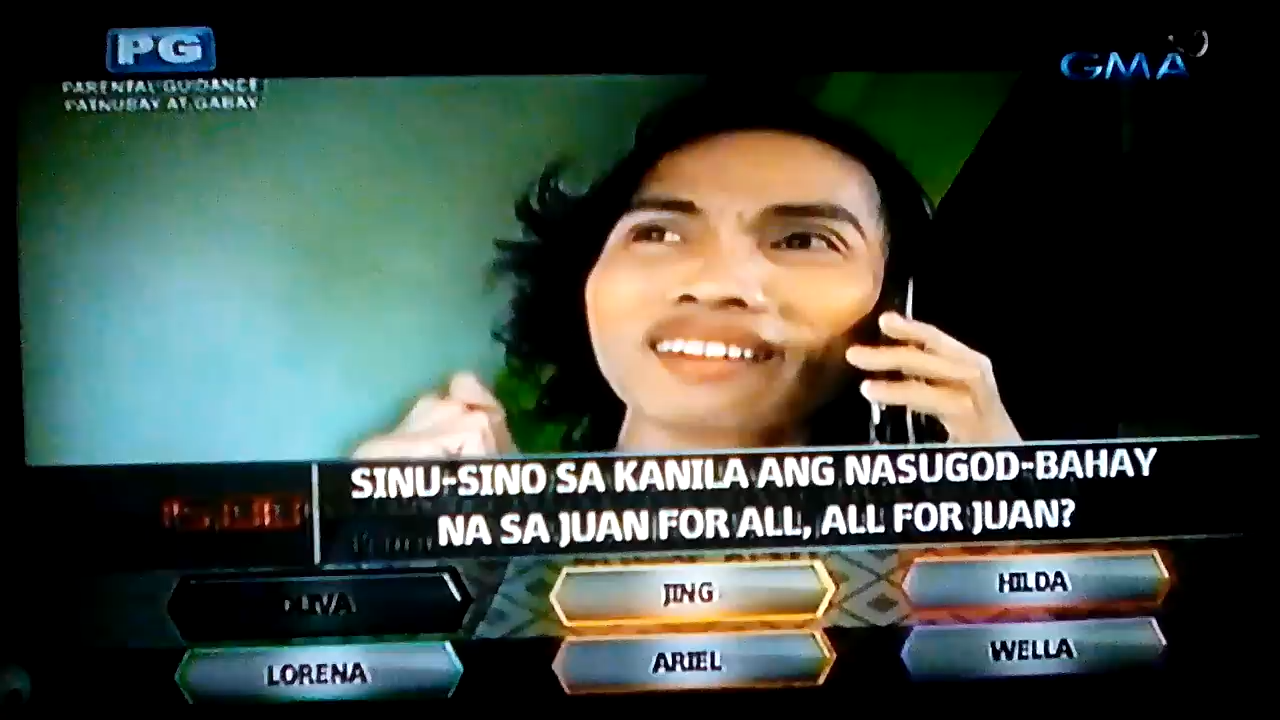 PG
PARENTAL GUIDANCE
PATNUBAY AT GABAY
GMA
SINU-SINO SA KANILA ANG NASUGOD-BAHAY
NA SA JUAN FOR ALL, ALL FOR JUAN?
JING
HILDA
LORENA
ARIEL
WELLA